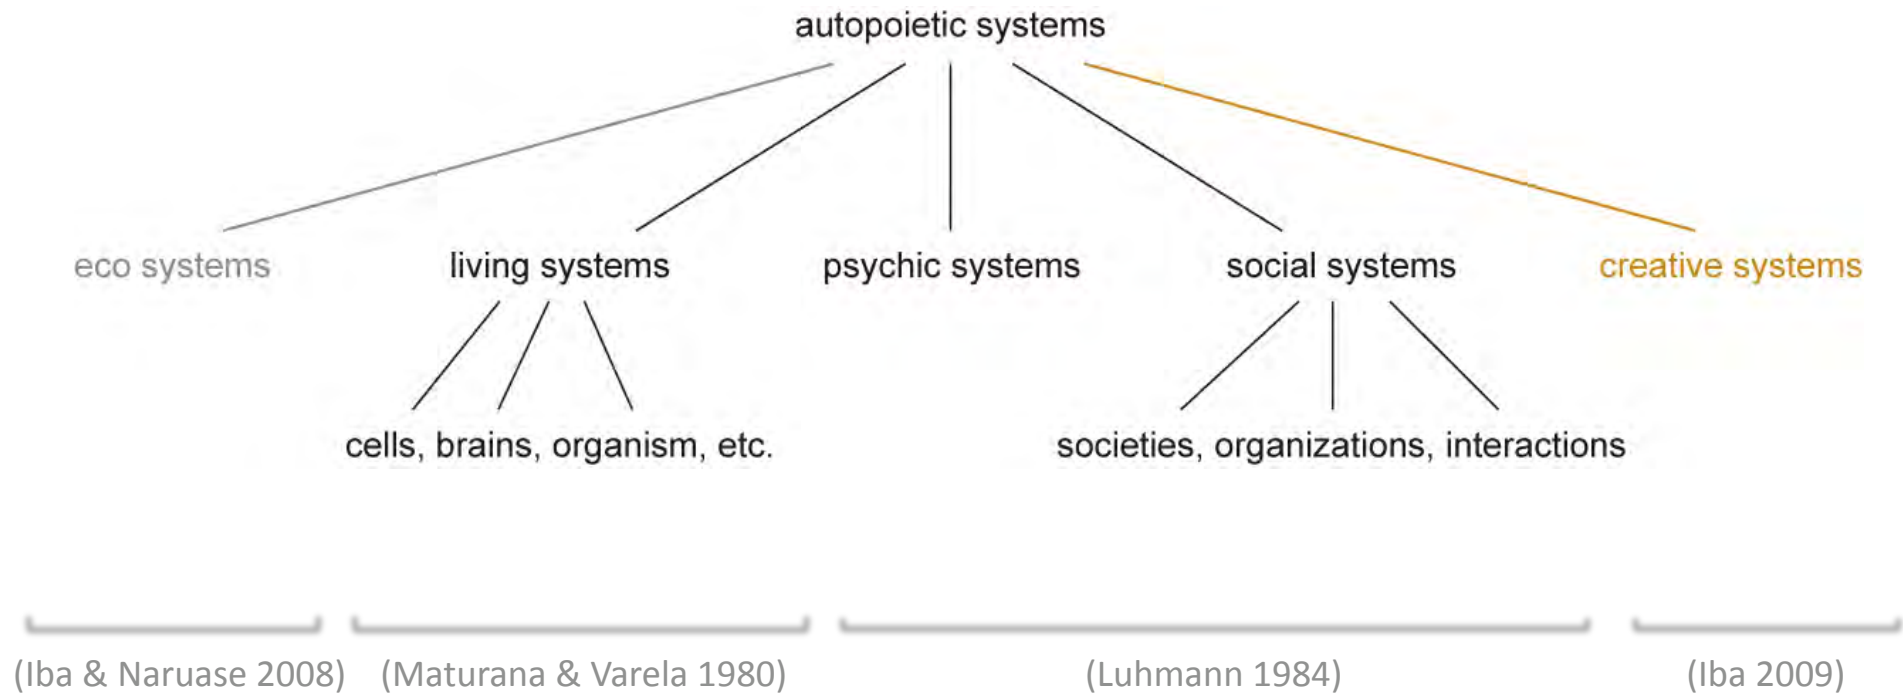 autopoietic systems
eco systems
living systems
psychic systems
social systems
creative systems
cells, brains, organism, etc.
societies, organizations, interactions
(Iba & Naruase 2008)
(Maturana & Varela 1980)
(Luhmann 1984)
(Iba 2009)